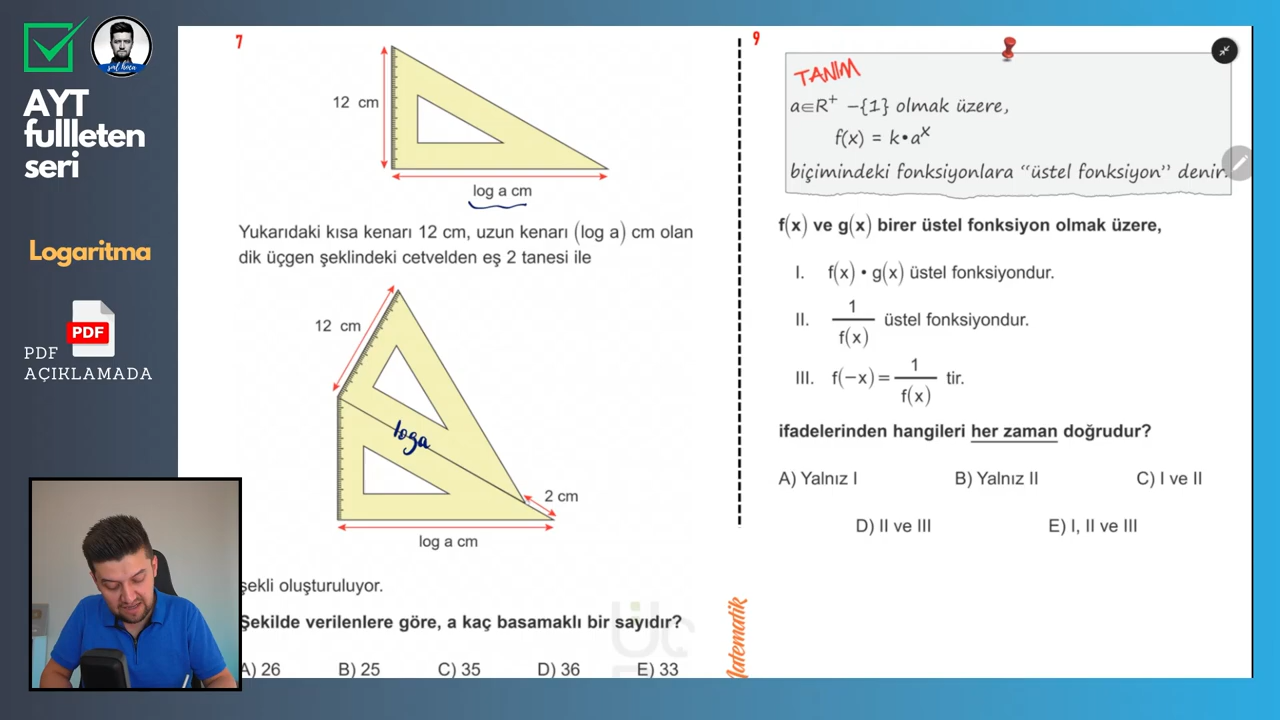 AYT
fullleten
seri
Logaritma
PDF
PDF
AÇIKLAMADA
7
12 cm
log a cm
Yukarıdaki kısa kenarı 12 cm, uzun kenarı (log a) cm olan
dik üçgen şeklindeki cetvelden eş 2 tanesi ile
12 cm
loga
2 cm
log a cm
şekli oluşturuluyor.
Şekilde verilenlere göre, a kaç basamaklı bir sayıdır?
A) 26 B) 25 C) 35 D) 36 E) 33
9
TANIM
a∈R⁺ –{1} olmak üzere,
f(x) = k•aˣ
biçimindeki fonksiyonlara “üstel fonksiyon” denir.
f(x) ve g(x) birer üstel fonksiyon olmak üzere,
I. f(x) • g(x) üstel fonksiyondur.
II. 1/f(x) üstel fonksiyondur.
III. f(−x) = 1/f(x) tir.
ifadelerinden hangileri her zaman doğrudur?
A) Yalnız I B) Yalnız II C) I ve II
D) II ve III E) I, II ve III